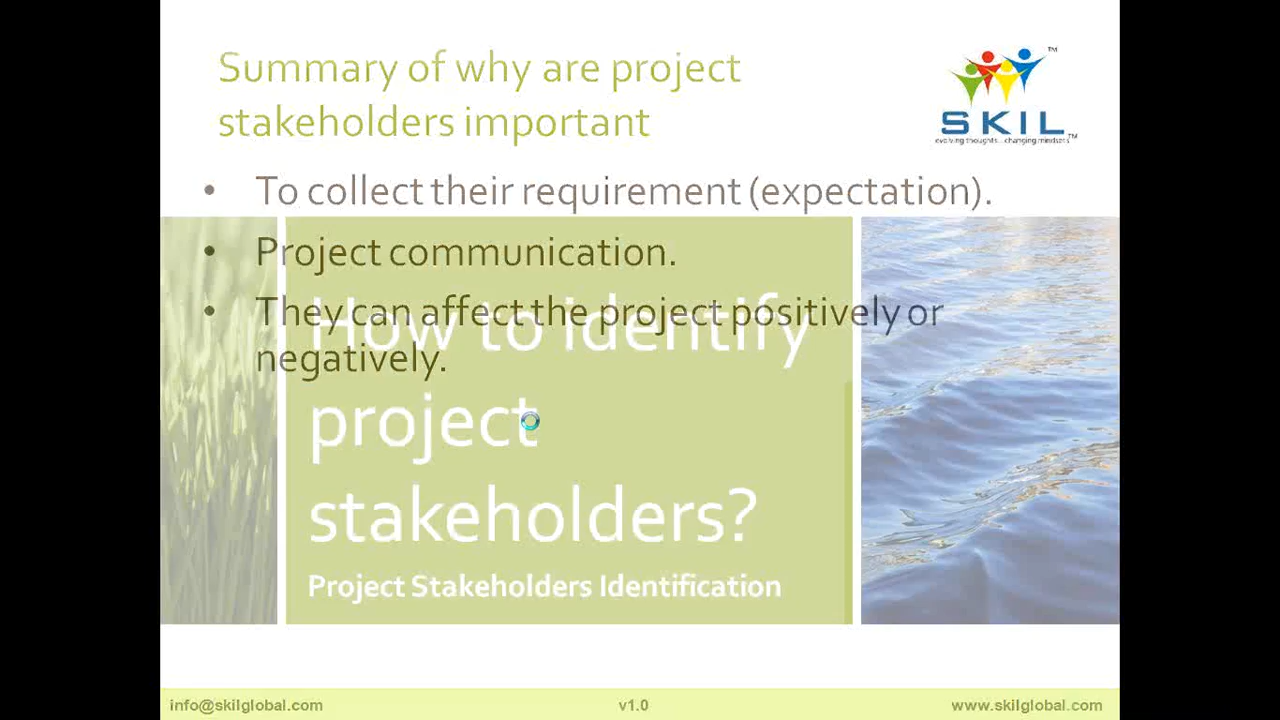 Summary of why are project
stakeholders important
TM
SKIL
evolving thoughts...changing mindsets
TM
• To collect their requirement (expectation).
• Project communication.
• They can affect the project positively or
negatively.
How to identify
project
stakeholders?
Project Stakeholders Identification
info@skilglobal.com
v1.0
www.skilglobal.com